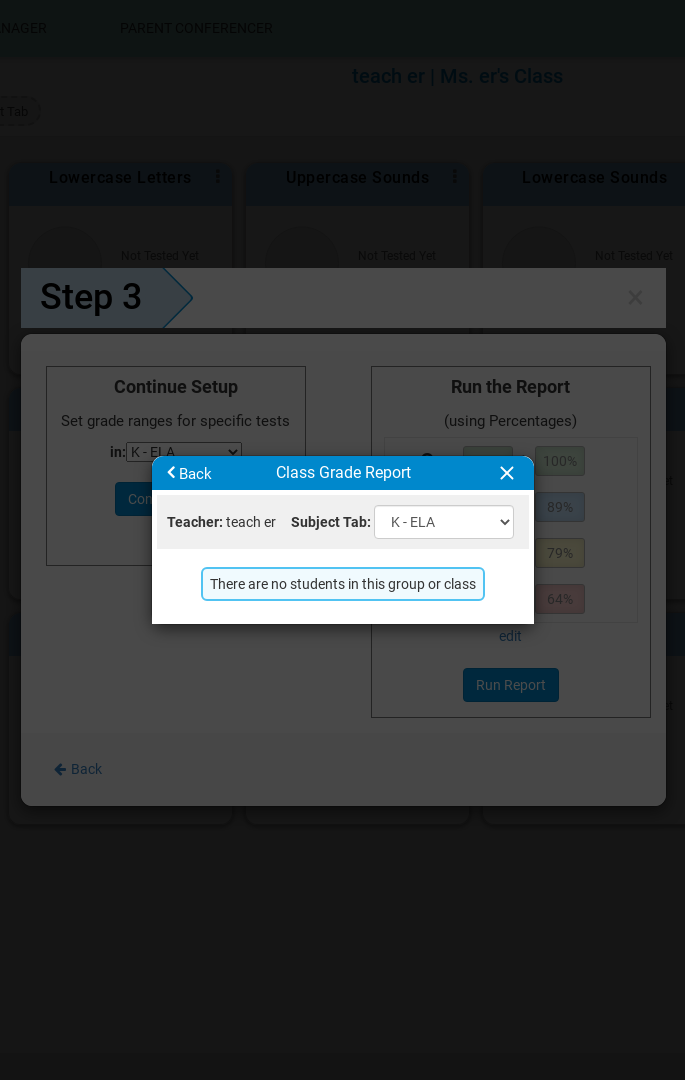 NAGER PARENT CONFERENCER
teach er | Ms. er's Class
t Tab
Lowercase Letters Uppercase Sounds Lowercase Sounds
Not Tested Yet Not Tested Yet Not Tested Yet
Step 3 ×
Continue Setup Run the Report
Set grade ranges for specific tests (using Percentages)
in: K - ELA
100%
Back Class Grade Report
Con
89%
Teacher: teach er Subject Tab: K - ELA
79%
There are no students in this group or class
64%
edit
Run Report
Back